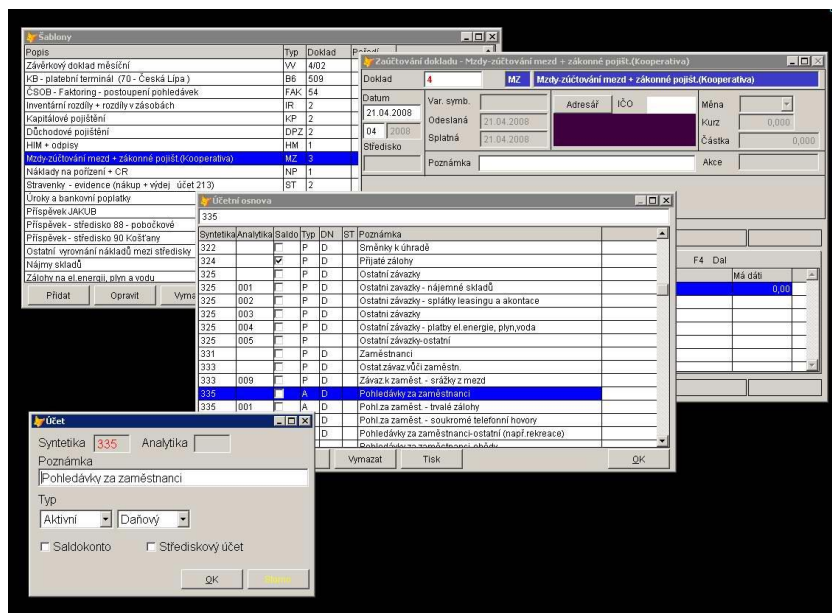 Šablony
Popis Typ Doklad Pořadí
Závěrkový doklad měsíční VV 4/02
KB - platební terminál (70 - Česká Lípa ) B6 509
ČSOB - Faktoring - postoupení pohledávek FAK 54
Inventární rozdíly + rozdíly v zásobách IR 2
Kapitálové pojištění KP 2
Důchodové pojištění DPZ 2
HIM + odpisy HM 1
Mzdy-zúčtování mezd + zákonné pojišt.(Kooperativa) MZ 3
Náklady na pořízení + CR NP 1
Stravenky - evidence (nákup + výdej účet 213) ST 2
Úroky a bankovní poplatky
Příspěvek JAKUB
Příspěvek - středisko 88 - pobočkové
Příspěvek - středisko 90 Košťany
Ostatní vyrovnání nákladů mezi středisky
Nájmy skladů
Zálohy na el.energii, plyn a vodu
Přidat Opravit Vyma
Zaúčtování dokladu - Mzdy-zúčtování mezd + zákonné pojišt.(Kooperativa)
Doklad 4 MZ Mzdy-zúčtování mezd + zákonné pojišt.(Kooperativa)
Datum Var. symb. Adresář IČO Měna
21.04.2008 Odeslaná 21.04.2008 Kurz 0,000
04 2008 Splatná 21.04.2008 Částka 0,000
Středisko Poznámka Akce
F4 Dal
Má dáti
0,00
Účetní osnova
335
Syntetika Analytika Saldo Typ DN ST Poznámka
322 P D Směnky k úhradě
324 P D Přijaté zálohy
325 P D Ostatní závazky
325 001 P D Ostatni zavazky - nájemné skladů
325 002 P D Ostatní závazky - splátky leasingu a akontace
325 003 P D Ostatní závazky
325 004 P D Ostatní závazky - platby el.energie, plyn,voda
325 005 P Ostatní závazky-ostatní
331 P D Zaměstnanci
333 P D Ostat.závaz.vůči zaměstn.
333 009 P D Závaz.k zaměst. - srážky z mezd
335 A D Pohledávky za zaměstnanci
335 001 A D Pohl.za zaměst. - trvalé zálohy
D Pohl.za zaměst. - soukromé telefonní hovory
D Pohledávky za zaměstnanci-ostatní (např.rekreace)
Pohledávky za zaměstnanci-obědy
Vymazat Tisk OK
Účet
Syntetika 335 Analytika
Poznámka
Pohledávky za zaměstnanci
Typ
Aktivní Daňový
Saldokonto Střediskový účet
OK